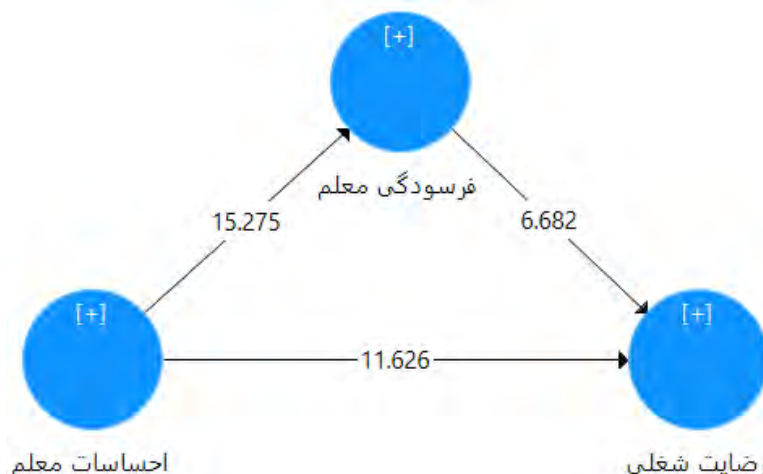 [+]
فرسودگی معلم
15.275
6.682
[+]
[+]
11.626
احساسات معلم
ضایت شغلی